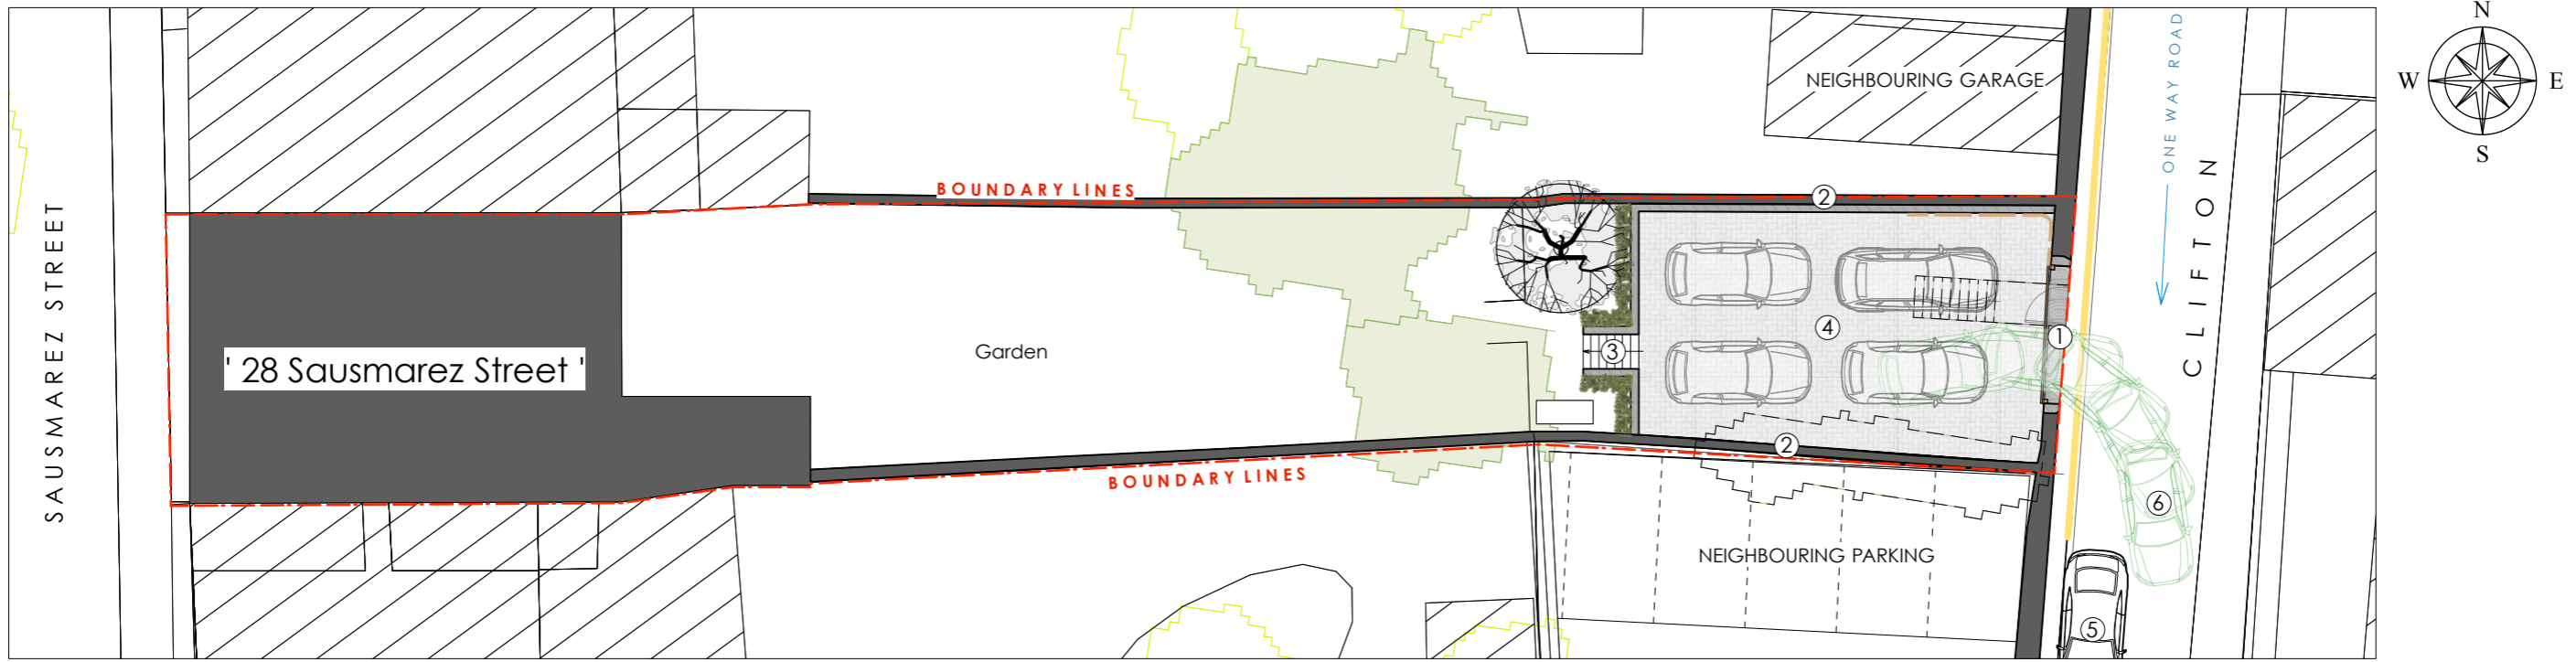 SAUSMAREZ STREET
' 28 Sausmarez Street '
BOUNDARY LINES
Garden
BOUNDARY LINES
NEIGHBOURING GARAGE
2
4
3
1
2
NEIGHBOURING PARKING
6
5
ONE WAY ROAD
CLIFTON
N
W
E
S